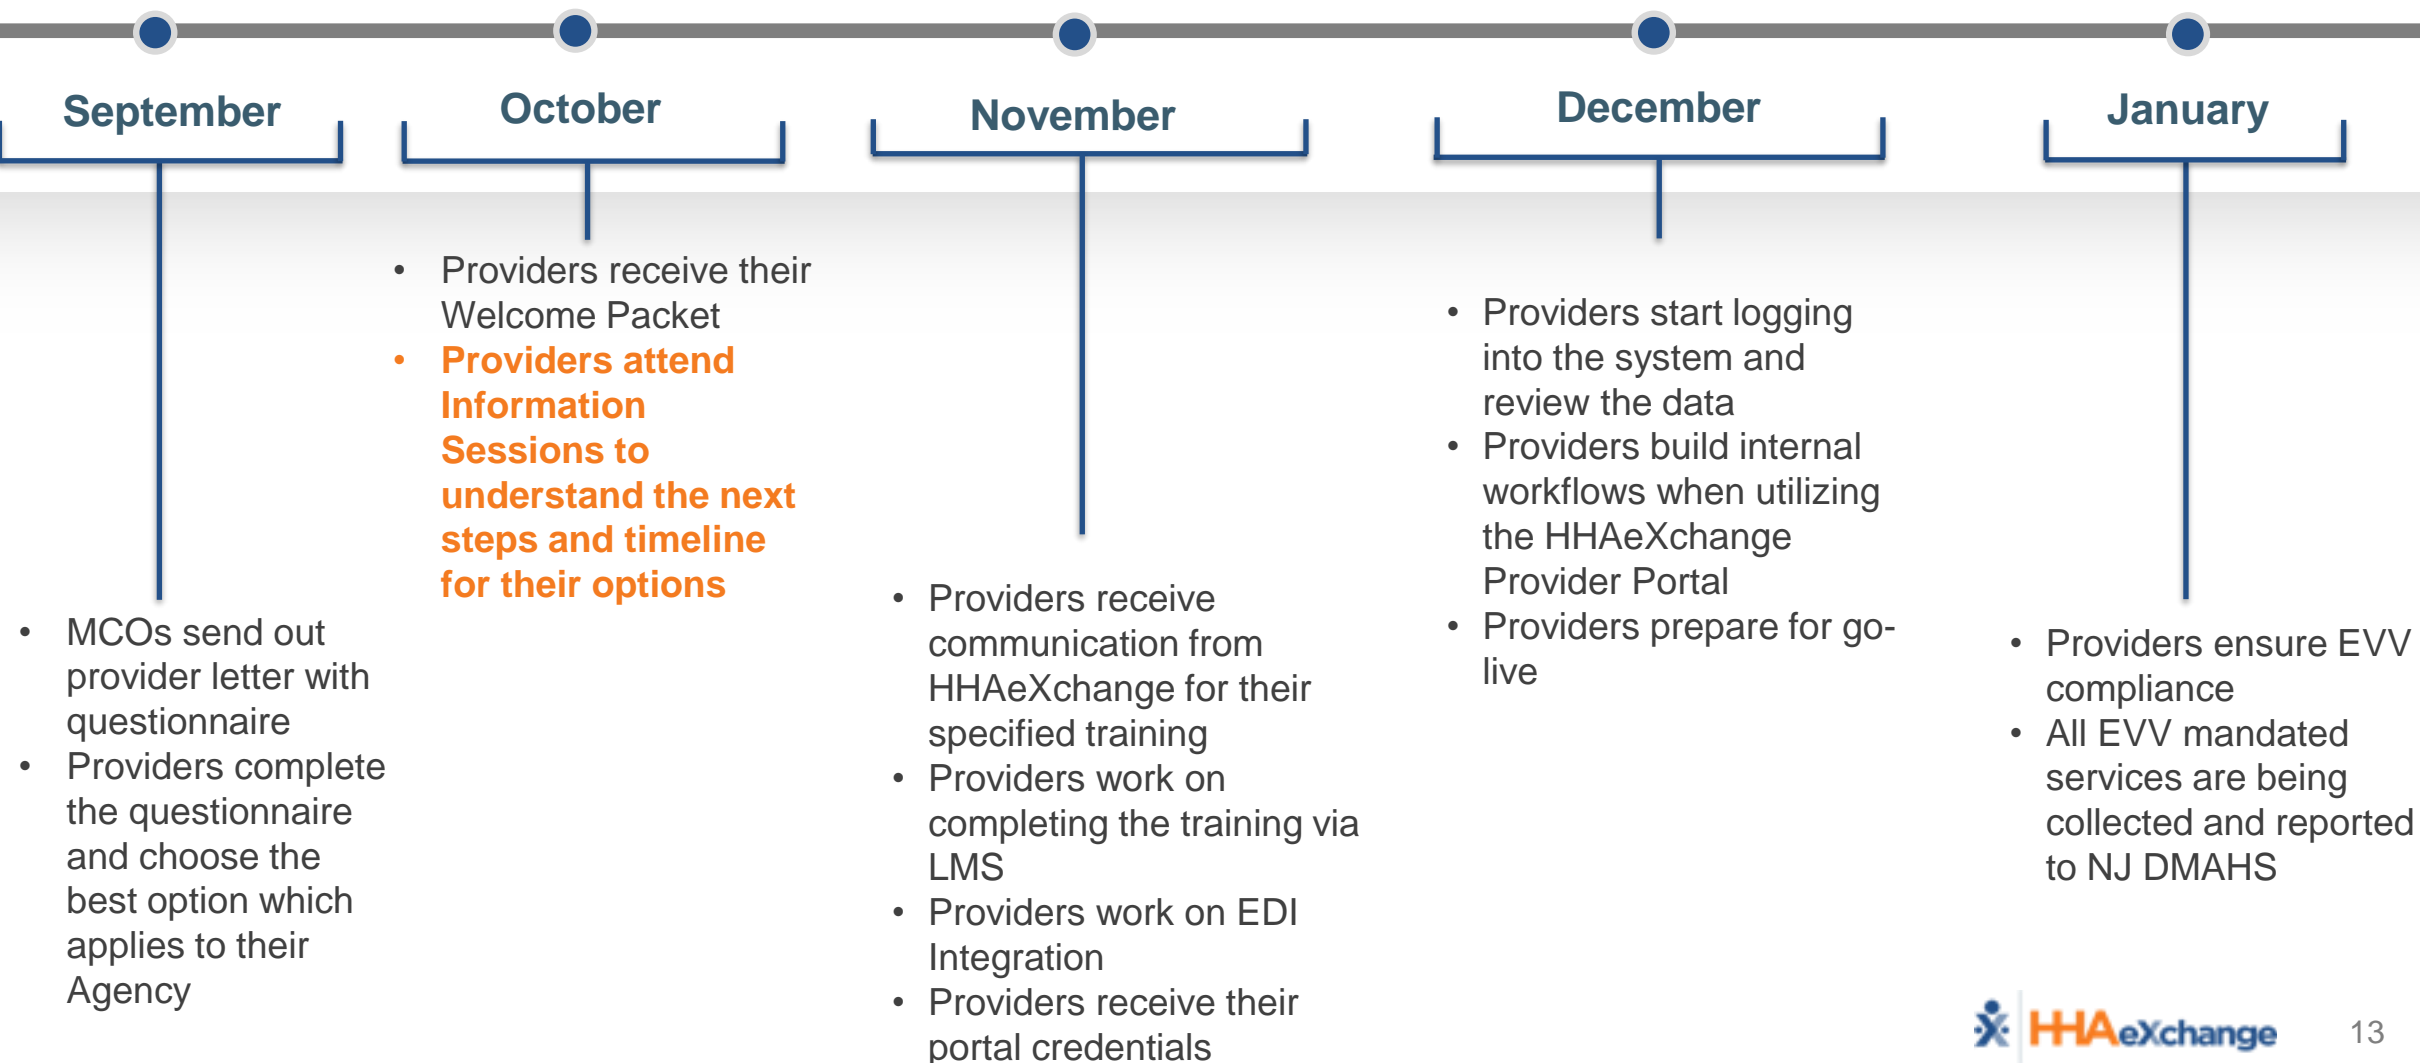 September
MCOs send out
provider letter with
questionnaire
Providers complete
the questionnaire
and choose the
best option which
applies to their
Agency
October
Providers receive their
Welcome Packet
Providers attend
Information
Sessions to
understand the next
steps and timeline
for their options
November
Providers receive
communication from
HHAeXchange for their
specified training
Providers work on
completing the training via
LMS
Providers work on EDI
Integration
Providers receive their
portal credentials
December
Providers start logging
into the system and
review the data
Providers build internal
workflows when utilizing
the HHAeXchange
Provider Portal
Providers prepare for go-
live
January
Providers ensure EVV
compliance
All EVV mandated
services are being
collected and reported
to NJ DMAHS
HHAeXchange
13